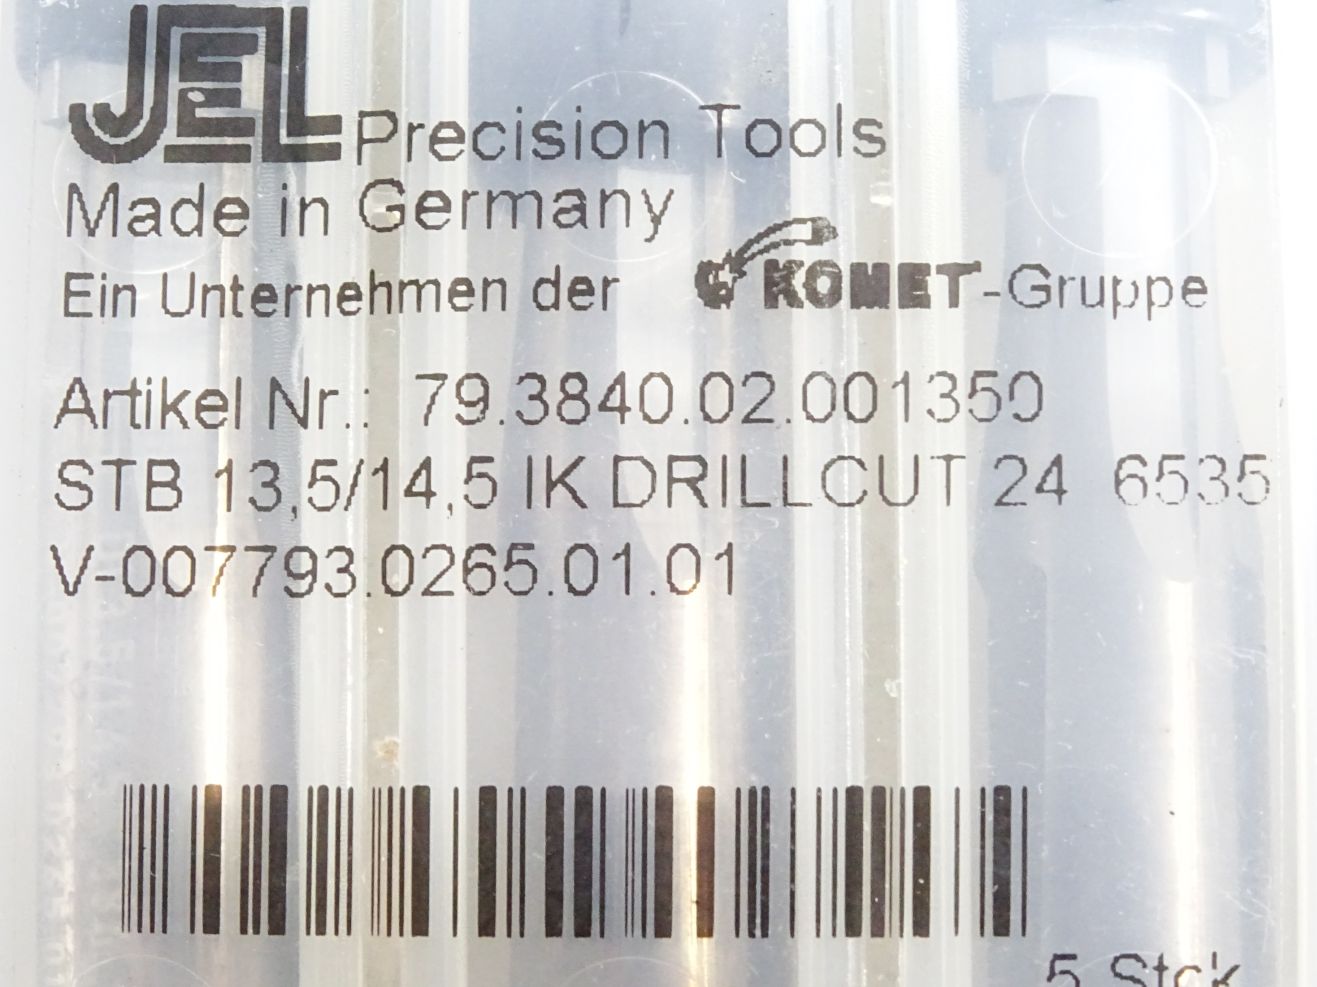 JEL Precision Tools
Made in Germany
Ein Unternehmen der KOMET-Gruppe
Artikel Nr.: 79.3840.02.001350
STB 13,5/14,5 IK DRILLCUT 24 6535
V-007793.0265.01.01
5 Stck